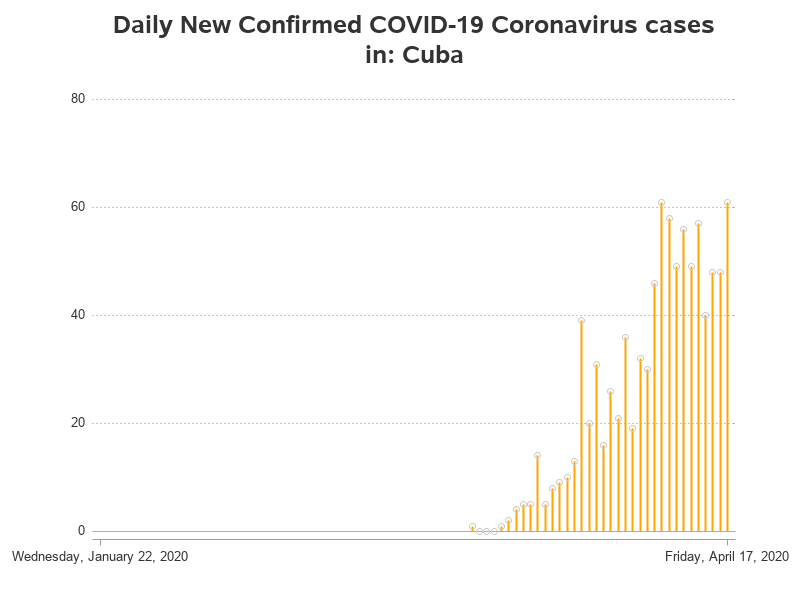 Daily New Confirmed COVID-19 Coronavirus cases
in: Cuba
80
60
40
20
0
Wednesday, January 22, 2020
Friday, April 17, 2020